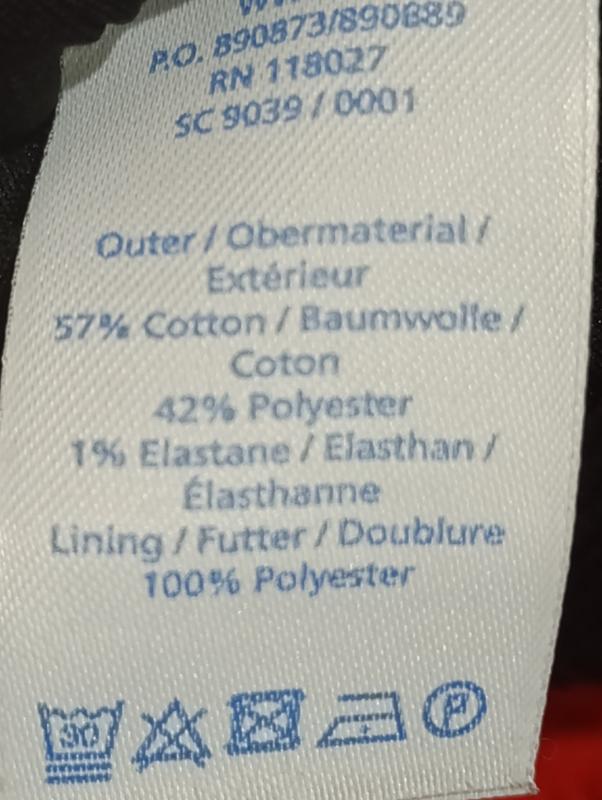 P.O. 890873/890889
RN 118027
SC 9039 / 0001
Outer / Obermaterial /
Extérieur
57% Cotton / Baumwolle /
Coton
42% Polyester
1% Elastane / Elasthan /
Élasthanne
Lining / Futter / Doublure
100% Polyester
30 P